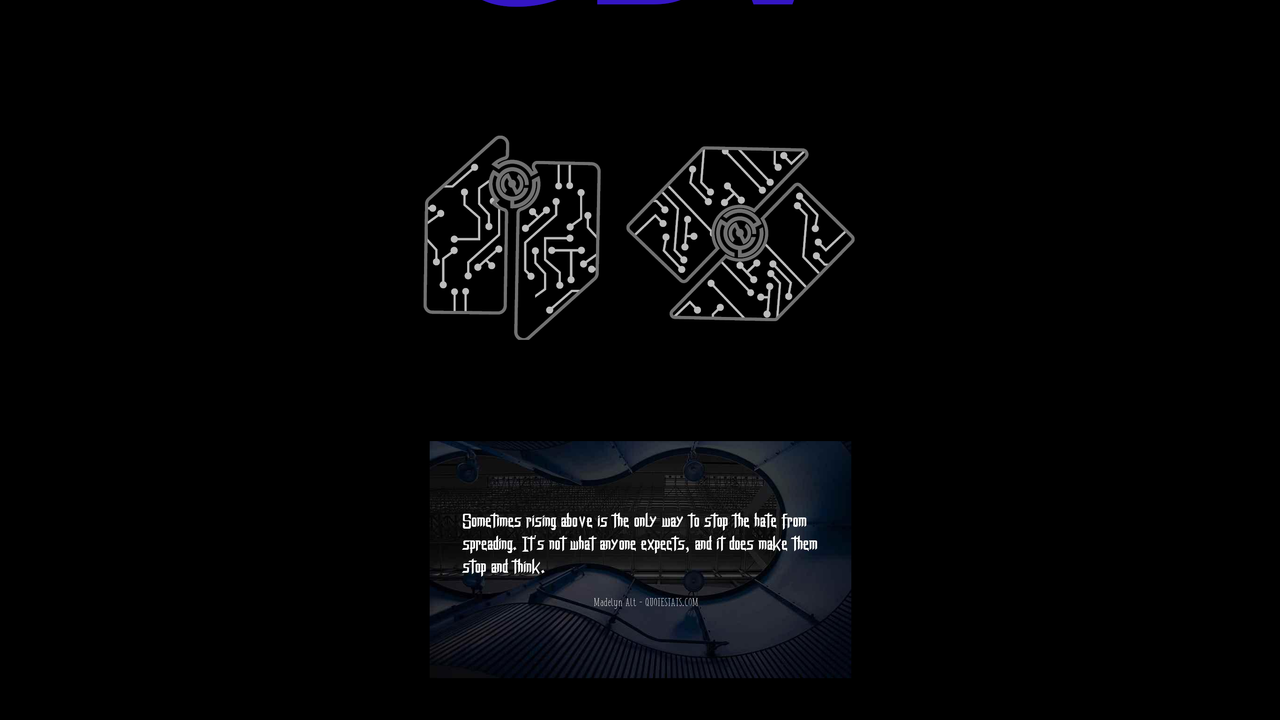 Sometimes rising above is the only way to stop the hate from
spreading. It's not what anyone expects, and it does make them
stop and think.
Madelyn Alt - QUOTESTATS.COM